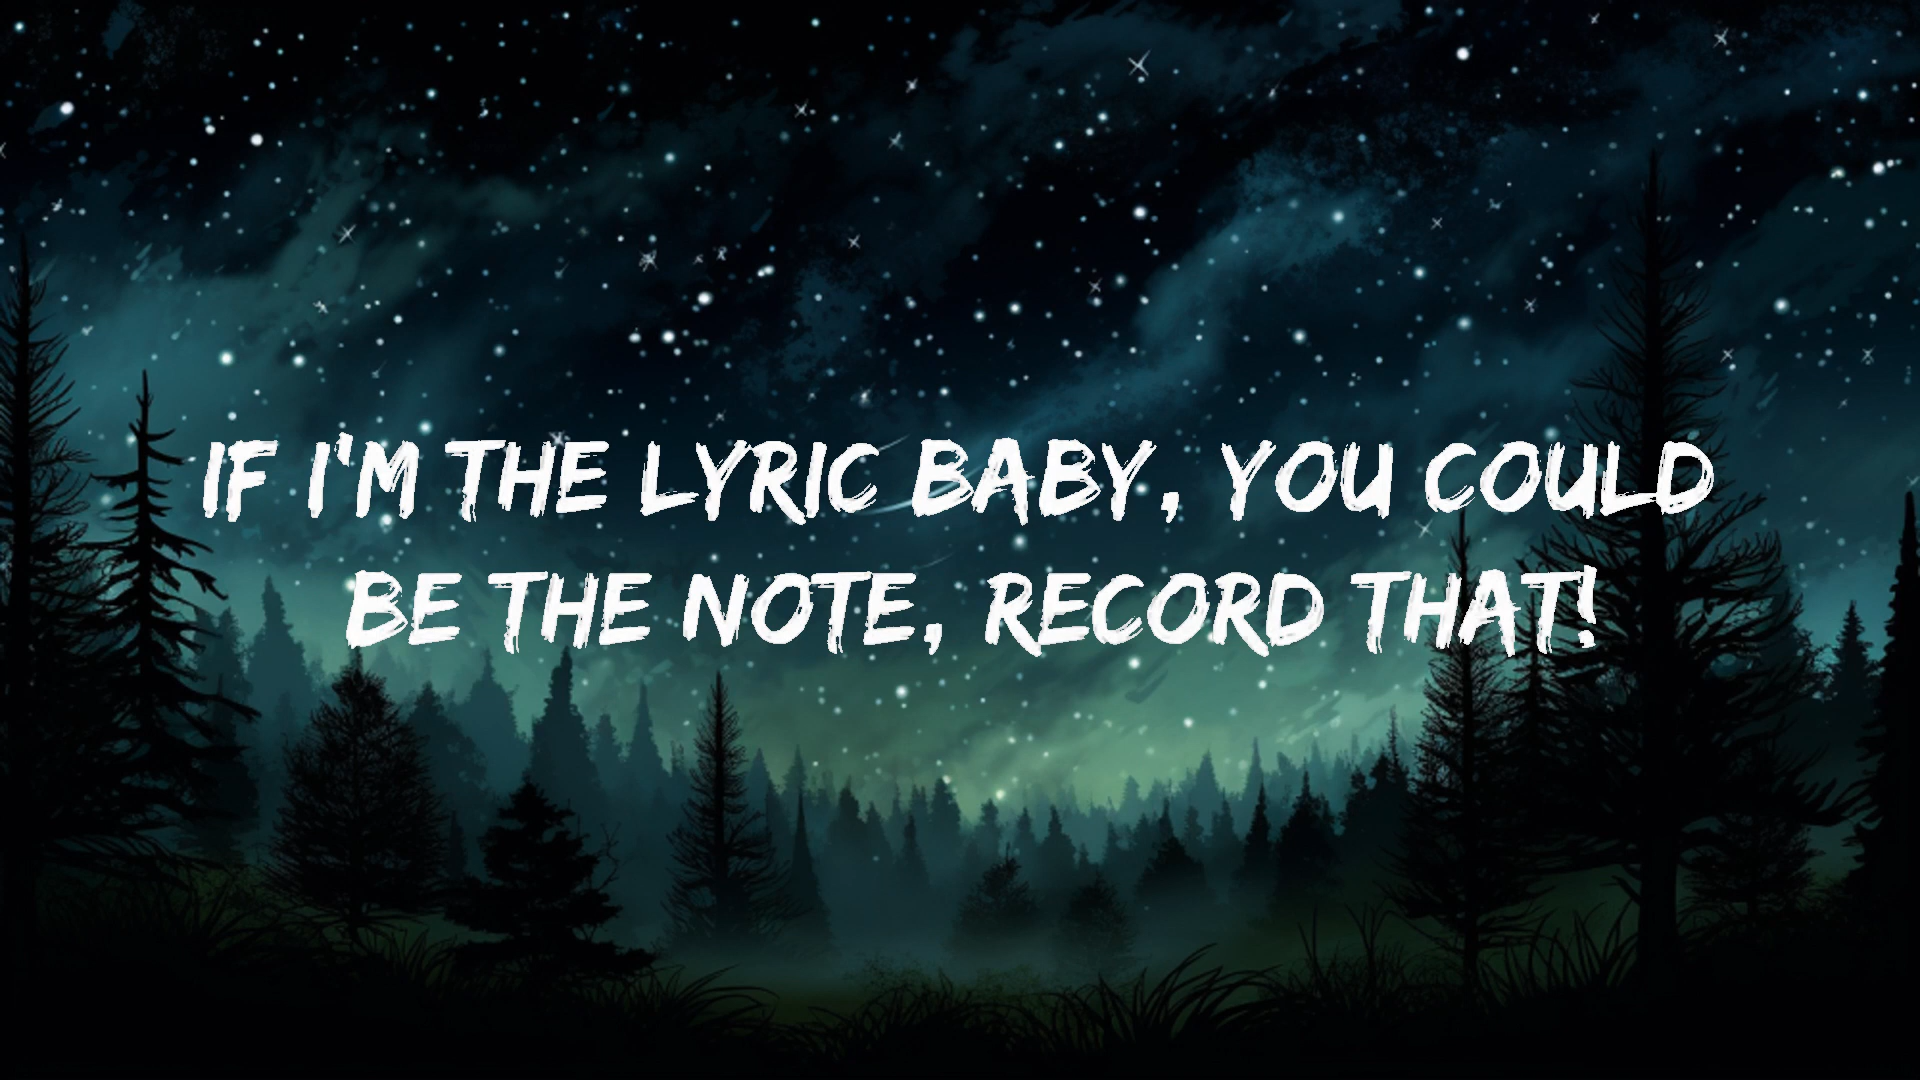 IF I'M THE LYRIC BABY, YOU COULD
BE THE NOTE, RECORD THAT!